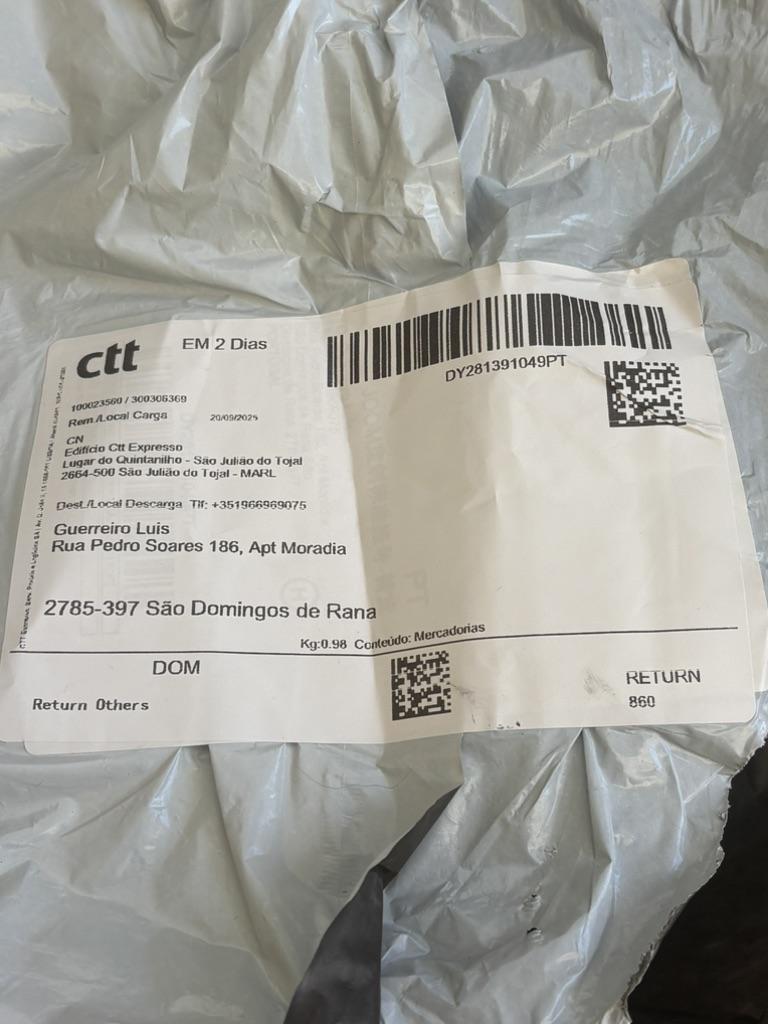 ctt
EM 2 Dias
DY281391049PT
100023560 / 300306369
Rem./Local Carga 20/09/2025
CN
Edifício Ctt Expresso
Lugar do Quintanilho - São Julião do Tojal
2664-500 São Julião do Tojal - MARL
Dest./Local Descarga Tlf: +351966969075
Guerreiro Luis
Rua Pedro Soares 186, Apt Moradia
2785-397 São Domingos de Rana
Kg:0.98 Conteúdo: Mercadorias
DOM
RETURN
Return Others
860